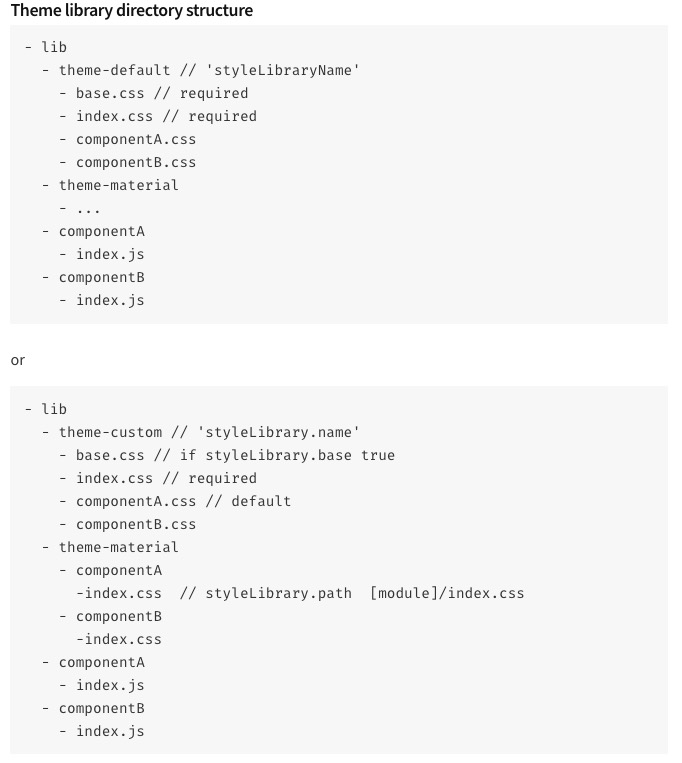 Theme library directory structure
- lib
  - theme-default // 'styleLibraryName'
    - base.css // required
    - index.css // required
    - componentA.css
    - componentB.css
  - theme-material
    - ...
  - componentA
    - index.js
  - componentB
    - index.js
or
- lib
  - theme-custom // 'styleLibrary.name'
    - base.css // if styleLibrary.base true
    - index.css // required
    - componentA.css // default
    - componentB.css
  - theme-material
    - componentA
      -index.css  // styleLibrary.path  [module]/index.css
    - componentB
      -index.css
  - componentA
    - index.js
  - componentB
    - index.js